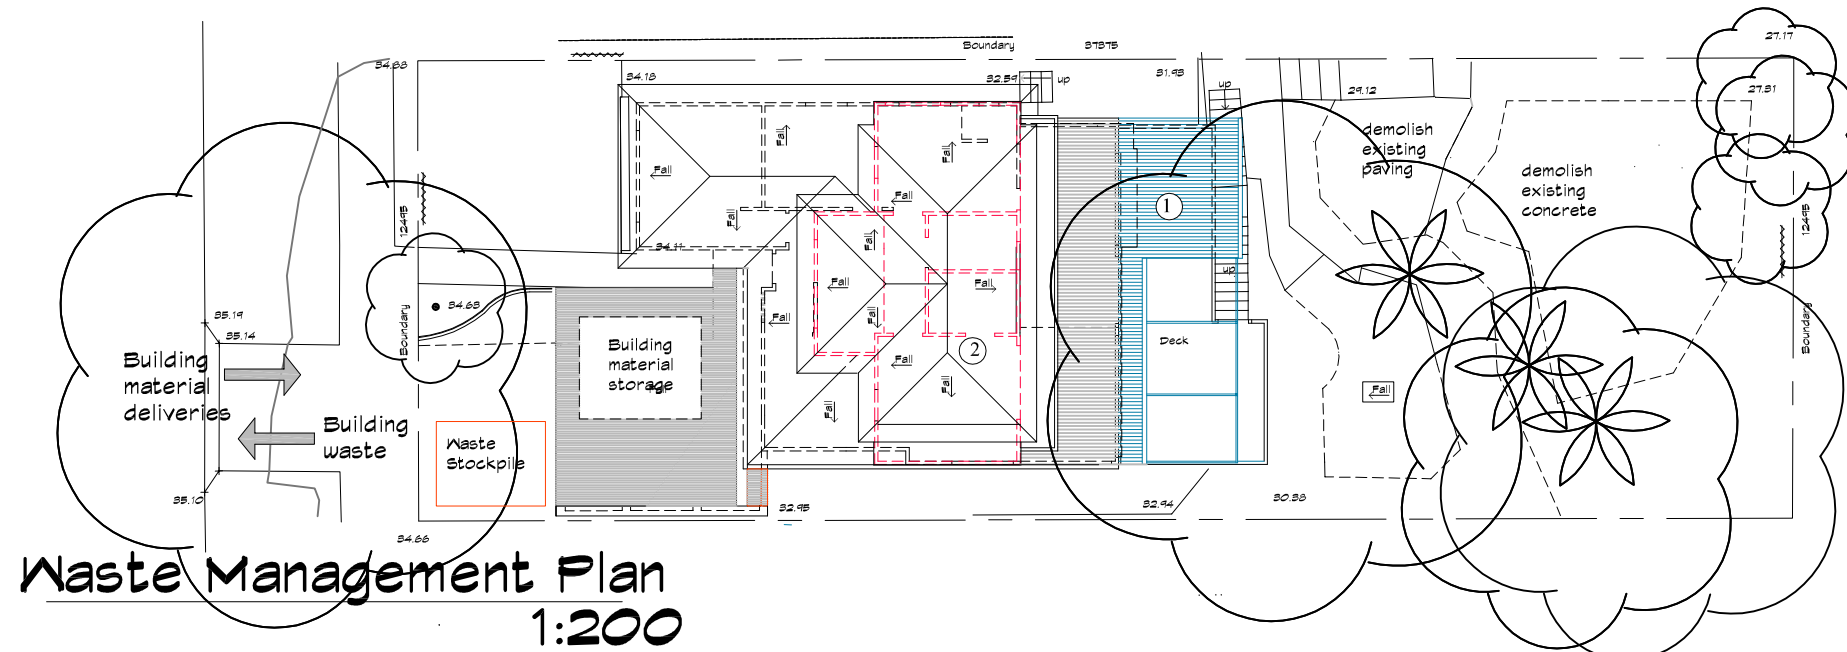 Boundary
37375
27.17
34.68
34.18
32.59
up
31.93
29.12
27.31
up
Fall
demolish
existing
paving
demolish
existing
concrete
Fall
Fall
Fall
1
12495
Fall
Fall
12495
34.11
up
34.63
Fall
Fall
35.19
Fall
Fall
Boundary
35.14
Boundary
Building
material
deliveries
Building
material
storage
2
Deck
Fall
Fall
Fall
Fall
Building
waste
Waste
Stockpile
35.10
32.95
32.94
30.38
34.66
Waste Management Plan
1:200